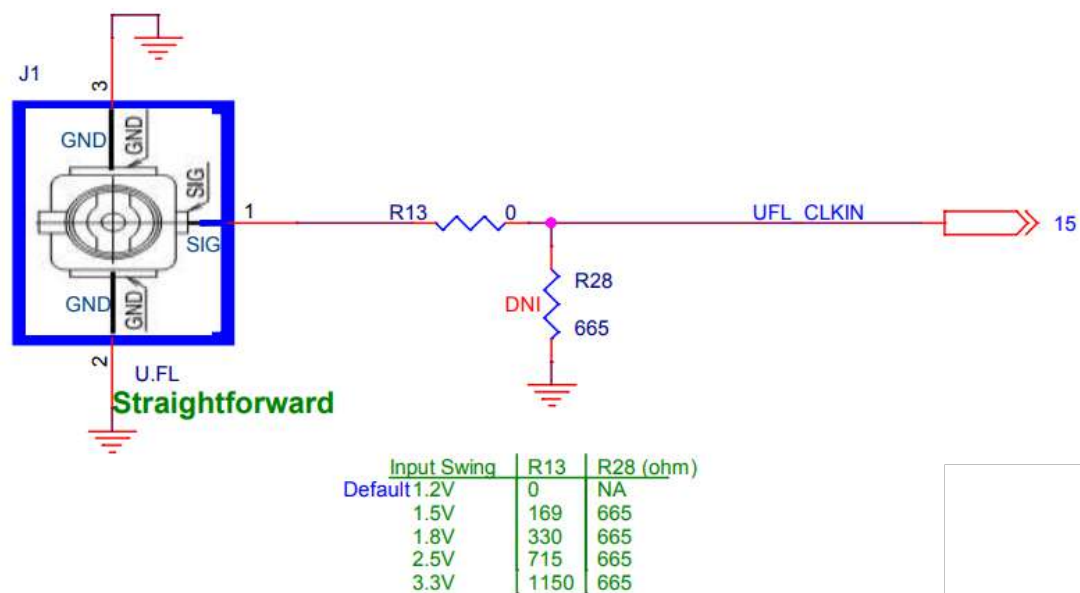 J1
3
GND
GND
SIG
1
SIG
GND
GND
2
U.FL
Straightforward
R13
0
UFL_CLKIN
15
DNI
R28
665
Input Swing R13 R28 (ohm)
Default 1.2V 0 NA
1.5V 169 665
1.8V 330 665
2.5V 715 665
3.3V 1150 665